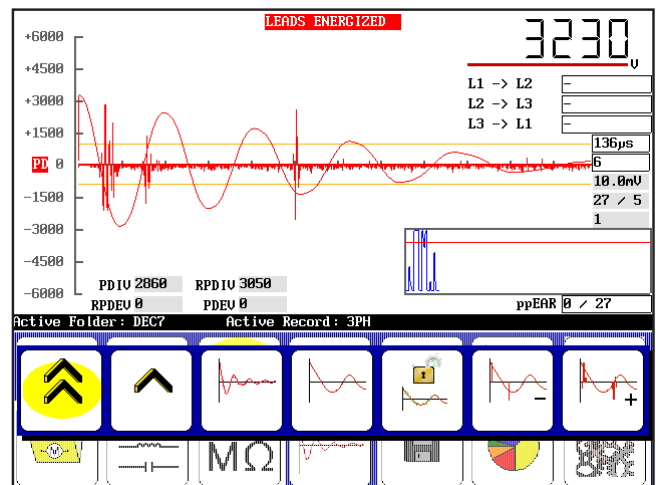 LEADS ENERGIZED
3230 V
+6000
+4500
+3000
+1500
PD 0
-1500
-3000
-4500
-6000
L1 -> L2 -
L2 -> L3 -
L3 -> L1 -
136µs
6
10.0mV
27 / 5
1
PDIV 2860 RPDIV 3050
RPDEV 0 PDEV 0
ppEAR 0 / 27
Active Folder: DEC7 Active Record: 3PH
- +
M MΩ